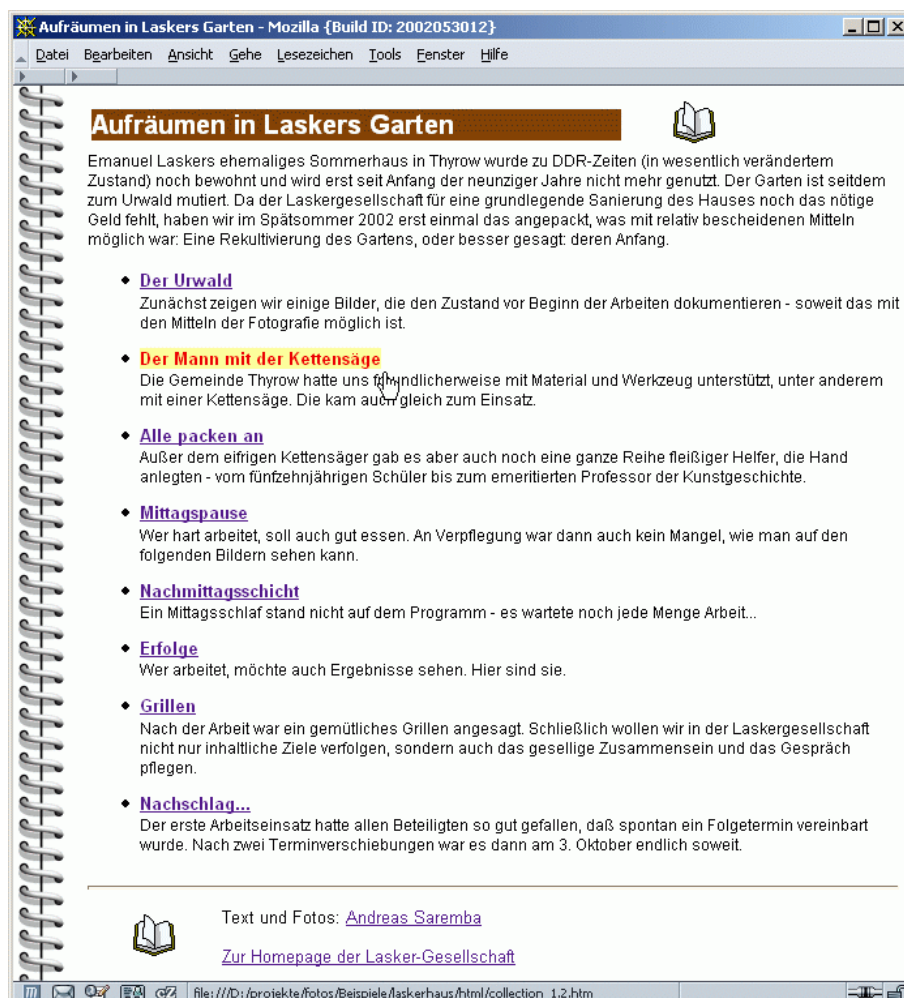 Aufräumen in Laskers Garten - Mozilla {Build ID: 2002053012}
Datei Bearbeiten Ansicht Gehe Lesezeichen Tools Fenster Hilfe
Aufräumen in Laskers Garten
Emanuel Laskers ehemaliges Sommerhaus in Thyrow wurde zu DDR-Zeiten (in wesentlich verändertem
Zustand) noch bewohnt und wird erst seit Anfang der neunziger Jahre nicht mehr genutzt. Der Garten ist seitdem
zum Urwald mutiert. Da der Laskergesellschaft für eine grundlegende Sanierung des Hauses noch das nötige
Geld fehlt, haben wir im Spätsommer 2002 erst einmal das angepackt, was mit relativ bescheidenen Mitteln
möglich war: Eine Rekultivierung des Gartens, oder besser gesagt: deren Anfang.
Der Urwald
Zunächst zeigen wir einige Bilder, die den Zustand vor Beginn der Arbeiten dokumentieren - soweit das mit
den Mitteln der Fotografie möglich ist.
Der Mann mit der Kettensäge
Die Gemeinde Thyrow hatte uns freundlicherweise mit Material und Werkzeug unterstützt, unter anderem
mit einer Kettensäge. Die kam auch gleich zum Einsatz.
Alle packen an
Außer dem eifrigen Kettensäger gab es aber auch noch eine ganze Reihe fleißiger Helfer, die Hand
anlegten - vom fünfzehnjährigen Schüler bis zum emeritierten Professor der Kunstgeschichte.
Mittagspause
Wer hart arbeitet, soll auch gut essen. An Verpflegung war dann auch kein Mangel, wie man auf den
folgenden Bildern sehen kann.
Nachmittagsschicht
Ein Mittagsschlaf stand nicht auf dem Programm - es wartete noch jede Menge Arbeit...
Erfolge
Wer arbeitet, möchte auch Ergebnisse sehen. Hier sind sie.
Grillen
Nach der Arbeit war ein gemütliches Grillen angesagt. Schließlich wollen wir in der Laskergesellschaft
nicht nur inhaltliche Ziele verfolgen, sondern auch das gesellige Zusammensein und das Gespräch
pflegen.
Nachschlag...
Der erste Arbeitseinsatz hatte allen Beteiligten so gut gefallen, daß spontan ein Folgetermin vereinbart
wurde. Nach zwei Terminverschiebungen war es dann am 3. Oktober endlich soweit.
Text und Fotos: Andreas Saremba
Zur Homepage der Lasker-Gesellschaft
file:///D:/projekte/fotos/Beispiele/laskerhaus/html/collection_1.2.htm